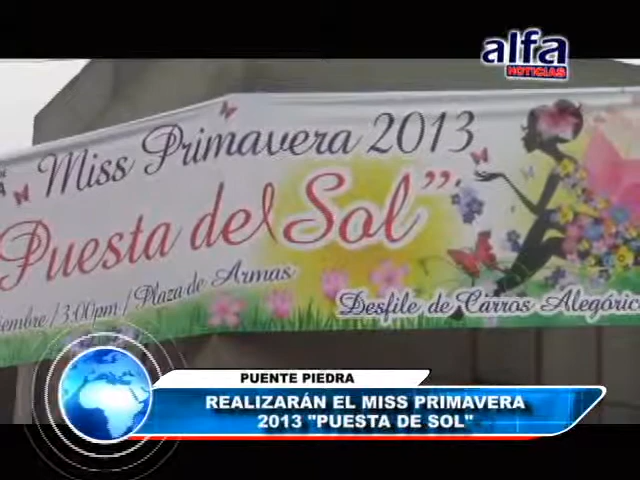 alfa
NOTICIAS
Miss Primavera 2013
Puesta del Sol"
/3:00pm/Plaza de Armas
Desfile de Carros Alegóric
PUENTE PIEDRA
REALIZARÁN EL MISS PRIMAVERA
2013 "PUESTA DE SOL"